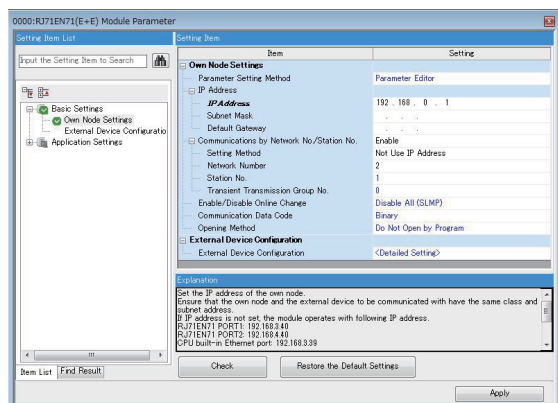 0000:RJ71EN71(E+E) Module Parameter
Setting Item List
Input the Setting Item to Search
Basic Settings
Own Node Settings
External Device Configuratio
Application Settings
Item List
Find Result
Setting Item
Item Setting
Own Node Settings
Parameter Setting Method Parameter Editor
IP Address
IP Address 192 . 168 . 0 . 1
Subnet Mask . . .
Default Gateway . . .
Communications by Network No./Station No. Enable
Setting Method Not Use IP Address
Network Number 2
Station No. 1
Transient Transmission Group No. 0
Enable/Disable Online Change Disable All (SLMP)
Communication Data Code Binary
Opening Method Do Not Open by Program
External Device Configuration
External Device Configuration <Detailed Setting>
Explanation
Set the IP address of the own node.
Ensure that the own node and the external device to be communicated with have the same class and
subnet address.
If IP address is not set, the module operates with following IP address.
RJ71EN71 PORT1: 192.168.3.40
RJ71EN71 PORT2: 192.168.4.40
CPU built-in Ethernet port: 192.168.3.39
Check
Restore the Default Settings
Apply